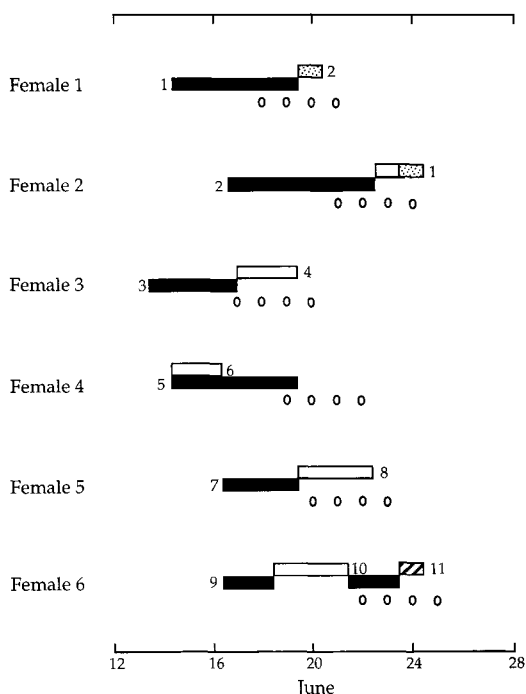 Female 1 1 2
o o o o
Female 2 2 1
o o o o
Female 3 3 4
o o o o
Female 4 5 6
o o o o
Female 5 7 8
o o o o
Female 6 9 10 11
o o o o
12 16 20 24 28
June